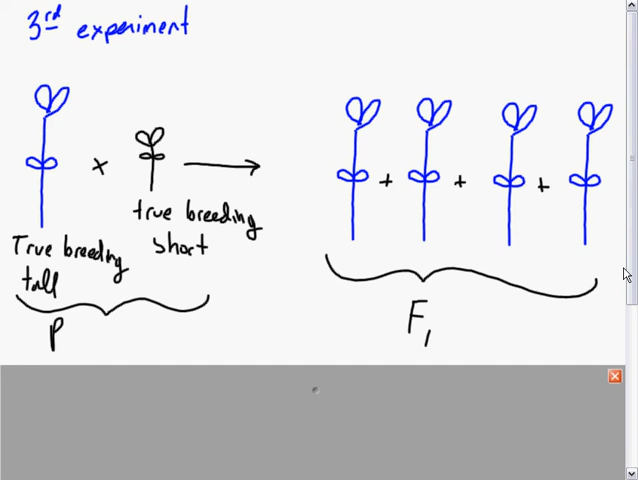 3rd experiment
x
+ + +
true breeding
short
True breeding
tall
P
F1